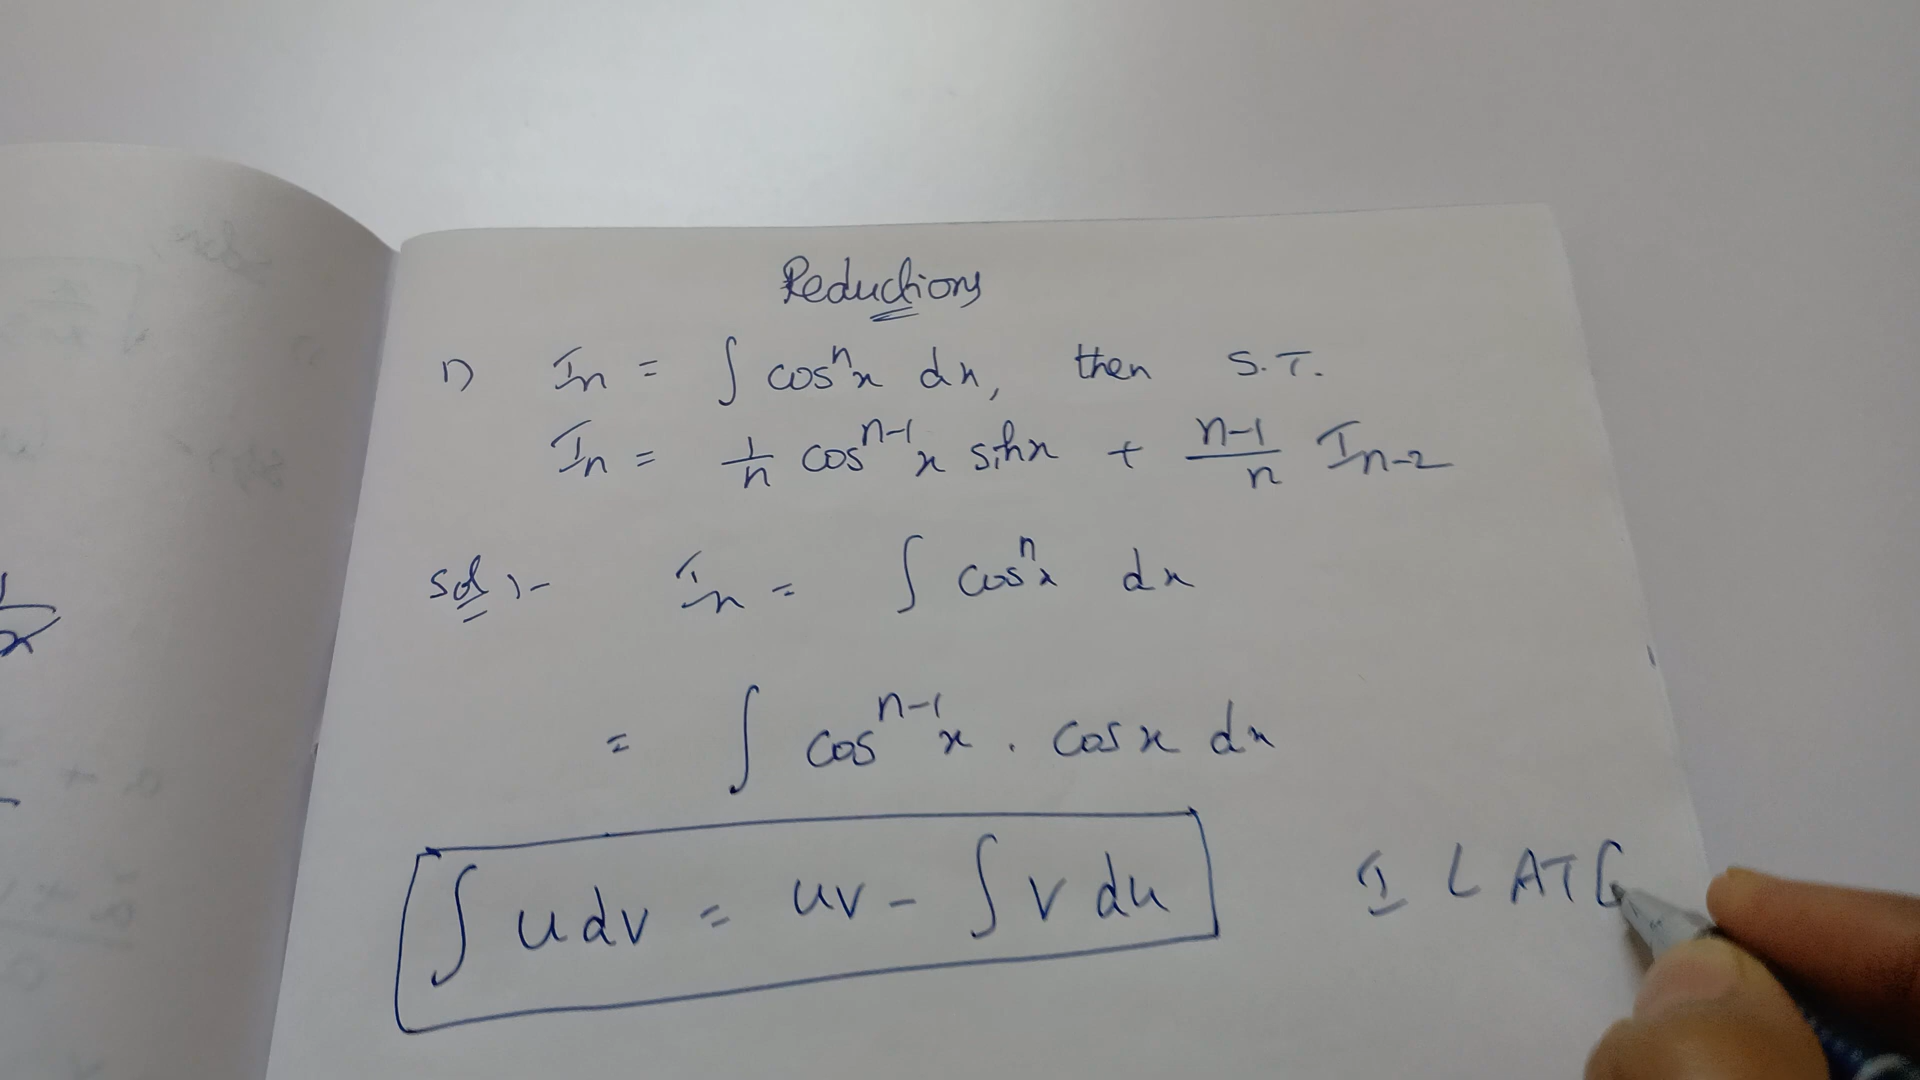 Reductions
1) Iₙ = ∫ cosⁿx dx, then S.T.
Iₙ = 1/n cosⁿ⁻¹x sinx + (n-1)/n Iₙ₋₂
Sol :- Iₙ = ∫ cosⁿx dx
= ∫ cosⁿ⁻¹x . cosx dx
∫ u dv = uv - ∫ v du
I L A T